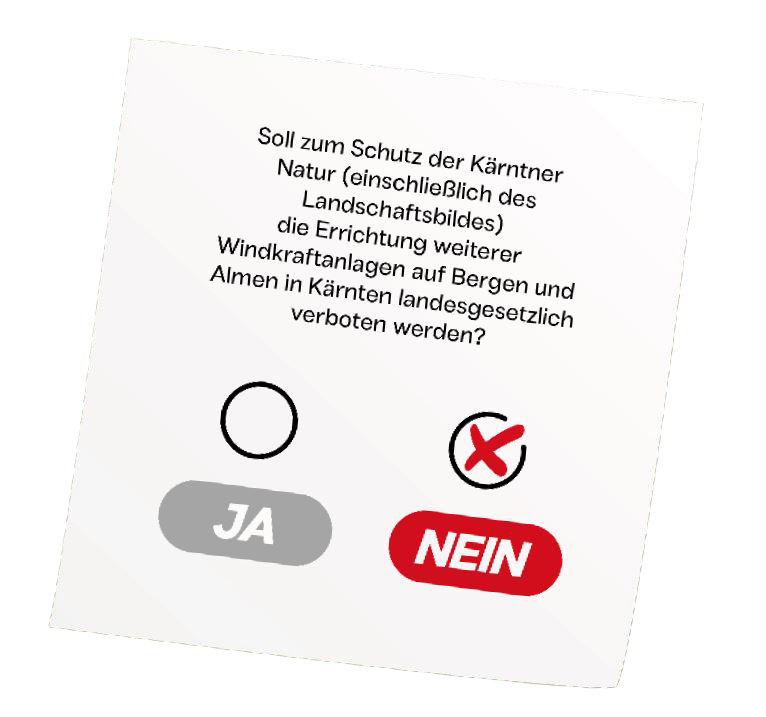 Soll zum Schutz der Kärntner
Natur (einschließlich des
Landschaftsbildes)
die Errichtung weiterer
Windkraftanlagen auf Bergen und
Almen in Kärnten landesgesetzlich
verboten werden?
JA
NEIN